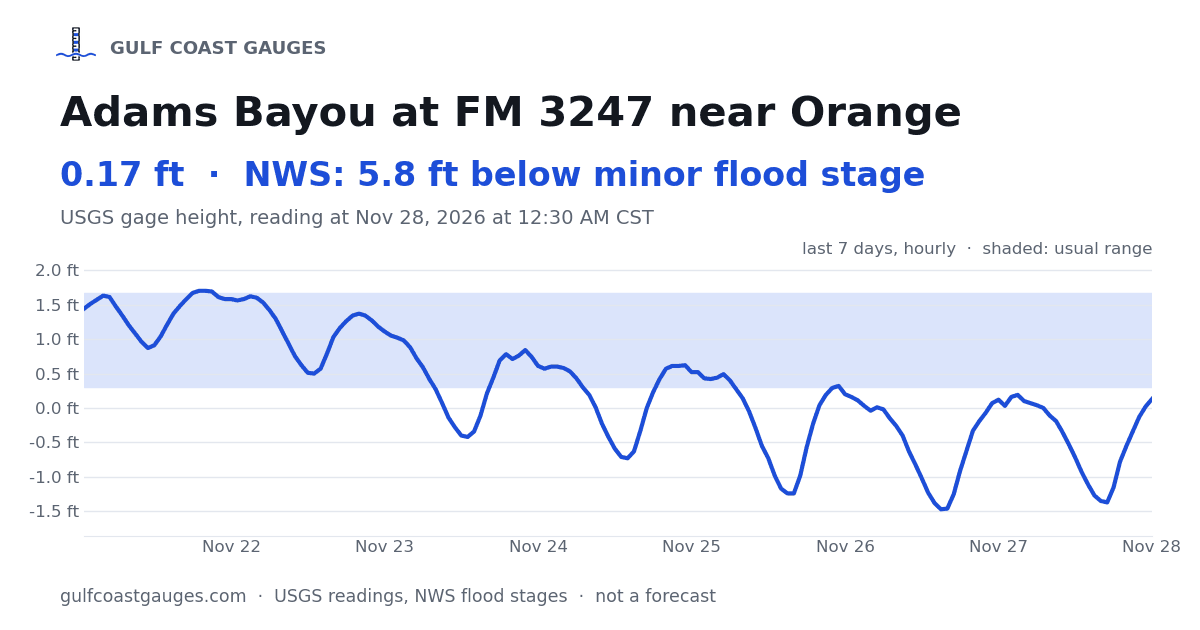 GULF COAST GAUGES
Adams Bayou at FM 3247 near Orange
0.17 ft · NWS: 5.8 ft below minor flood stage
USGS gage height, reading at Nov 28, 2026 at 12:30 AM CST
last 7 days, hourly · shaded: usual range
2.0 ft
1.5 ft
1.0 ft
0.5 ft
0.0 ft
-0.5 ft
-1.0 ft
-1.5 ft
Nov 22 Nov 23 Nov 24 Nov 25 Nov 26 Nov 27 Nov 28
gulfcoastgauges.com · USGS readings, NWS flood stages · not a forecast